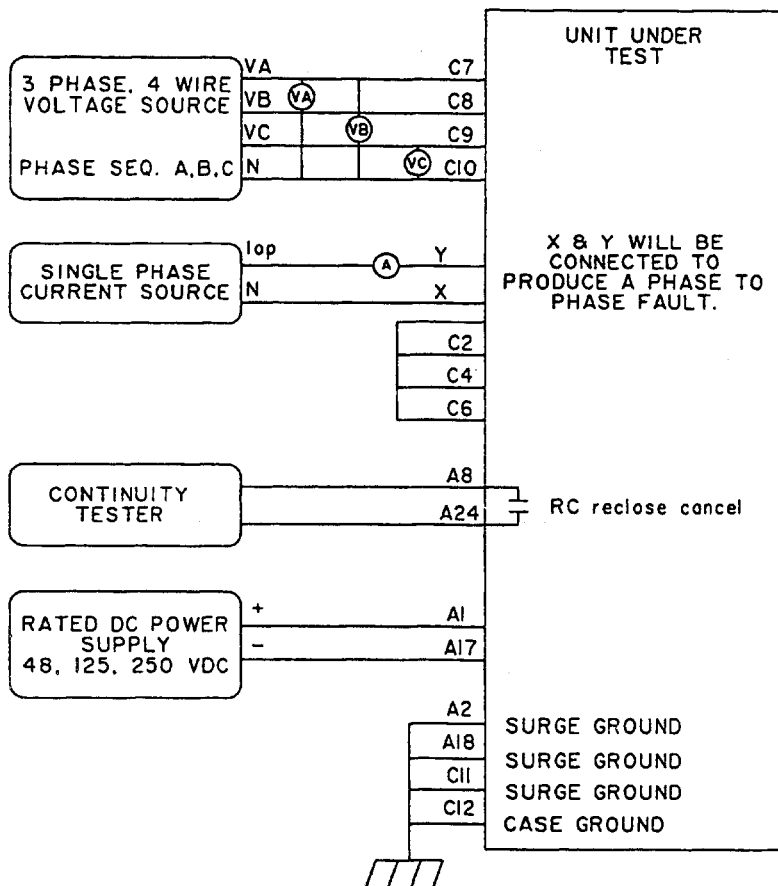 3 PHASE, 4 WIRE
VOLTAGE SOURCE
PHASE SEQ. A,B,C
VA
VB
VC
N
VA
VB
VC
C7
C8
C9
C10
UNIT UNDER
TEST
SINGLE PHASE
CURRENT SOURCE
Iop
N
A
Y
X
X & Y WILL BE
CONNECTED TO
PRODUCE A PHASE TO
PHASE FAULT.
C2
C4
C6
CONTINUITY
TESTER
A8
A24
RC reclose cancel
RATED DC POWER
SUPPLY
48, 125, 250 VDC
+
-
A1
A17
A2
SURGE GROUND
A18
SURGE GROUND
C11
SURGE GROUND
C12
CASE GROUND